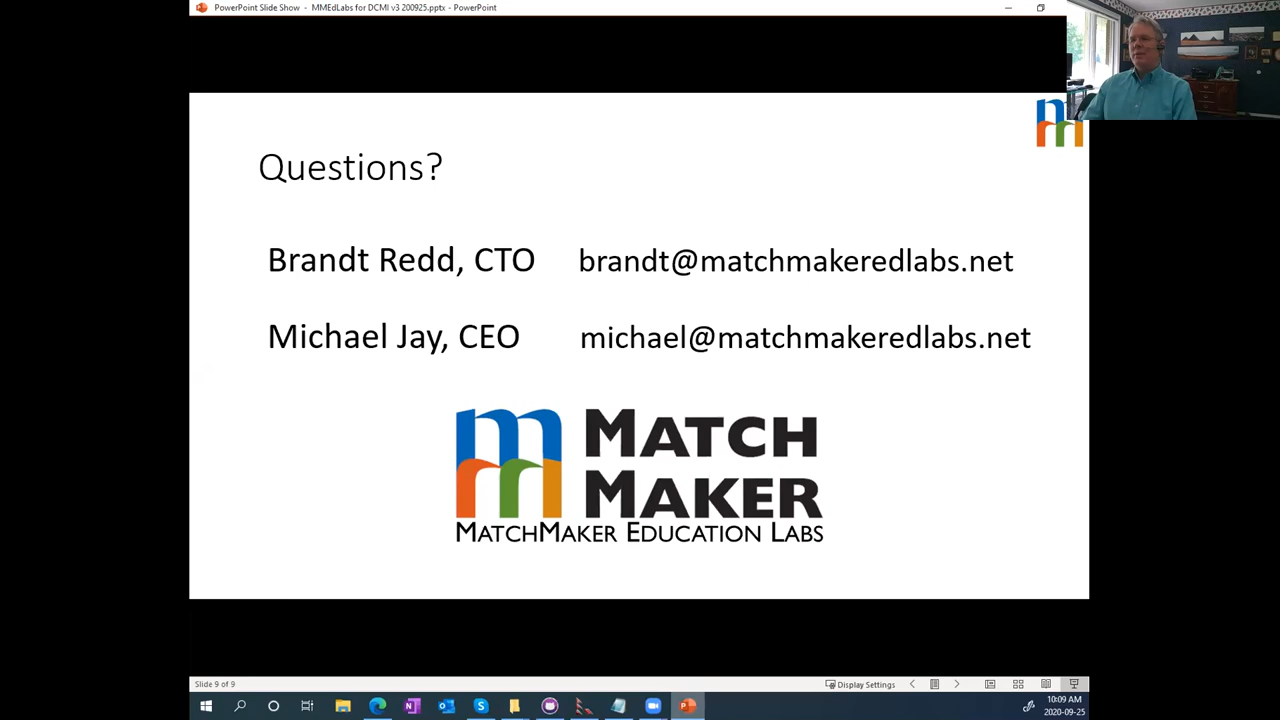 PowerPoint Slide Show - MMEdLabs for DCMI v3 200925.pptx - PowerPoint
Questions?
Brandt Redd, CTO brandt@matchmakeredlabs.net
Michael Jay, CEO michael@matchmakeredlabs.net
MATCH
MAKER
MATCHMAKER EDUCATION LABS
Slide 9 of 9
Display Settings
10:09 AM
2020-09-25